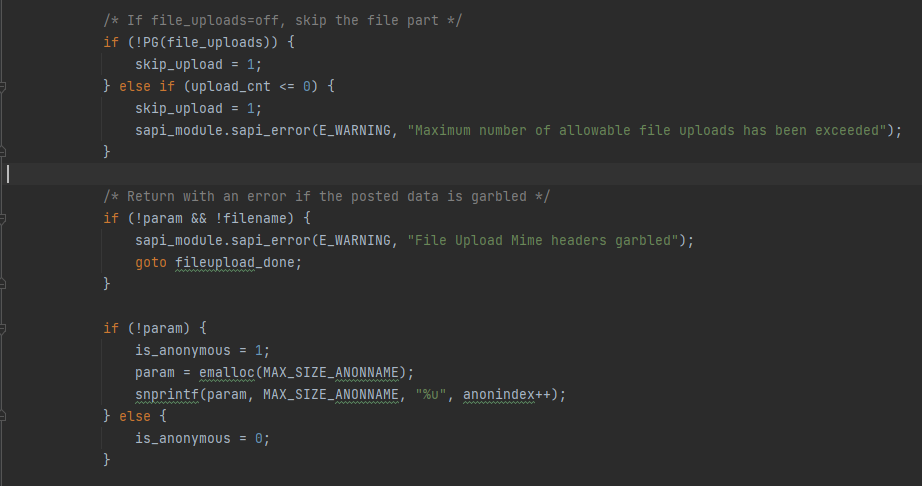 /* If file_uploads=off, skip the file part */
if (!PG(file_uploads)) {
skip_upload = 1;
} else if (upload_cnt <= 0) {
skip_upload = 1;
sapi_module.sapi_error(E_WARNING, "Maximum number of allowable file uploads has been exceeded");
}
/* Return with an error if the posted data is garbled */
if (!param && !filename) {
sapi_module.sapi_error(E_WARNING, "File Upload Mime headers garbled");
goto fileupload_done;
}
if (!param) {
is_anonymous = 1;
param = emalloc(MAX_SIZE_ANONNAME);
snprintf(param, MAX_SIZE_ANONNAME, "%u", anonindex++);
} else {
is_anonymous = 0;
}